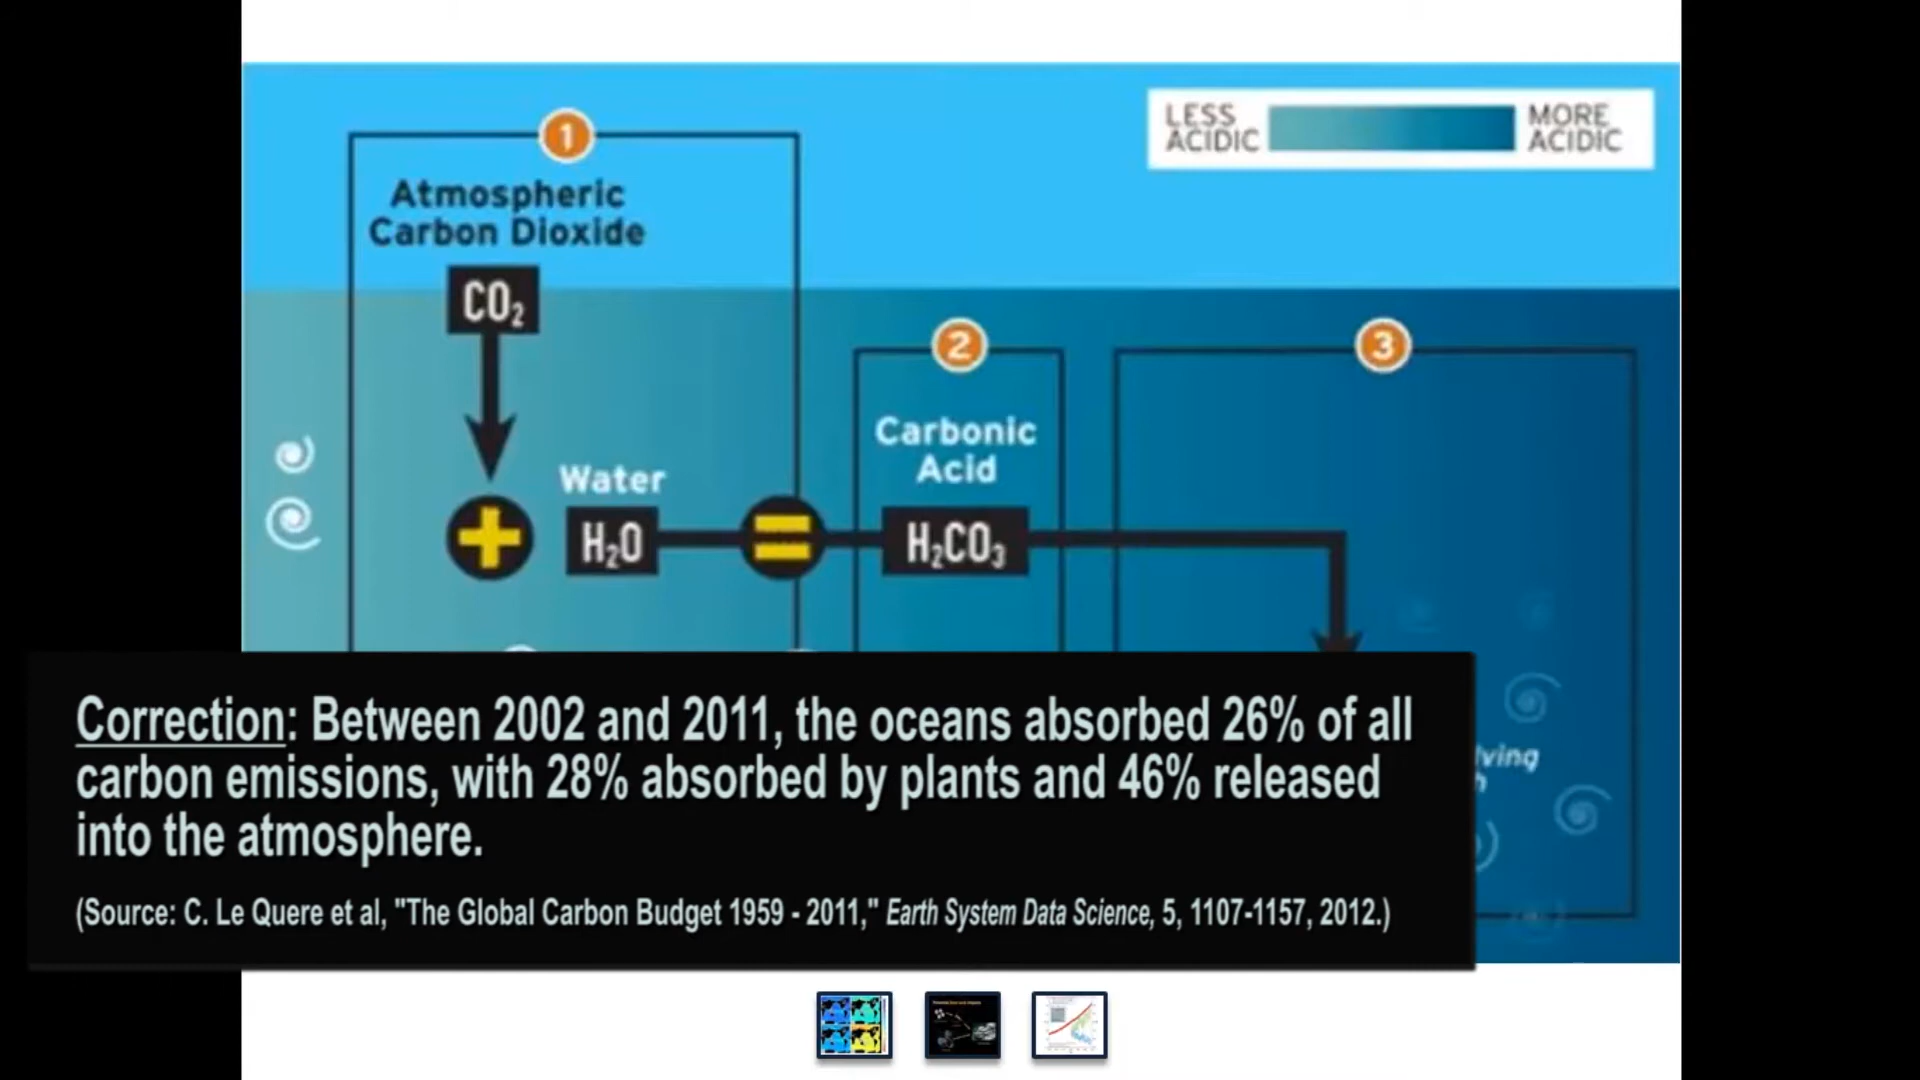 LESS
ACIDIC
MORE
ACIDIC
1
Atmospheric
Carbon Dioxide
CO₂
2
3
Carbonic
Acid
Water
H₂O
H₂CO₃
Correction: Between 2002 and 2011, the oceans absorbed 26% of all
carbon emissions, with 28% absorbed by plants and 46% released
into the atmosphere.
(Source: C. Le Quere et al, "The Global Carbon Budget 1959 - 2011," Earth System Data Science, 5, 1107-1157, 2012.)